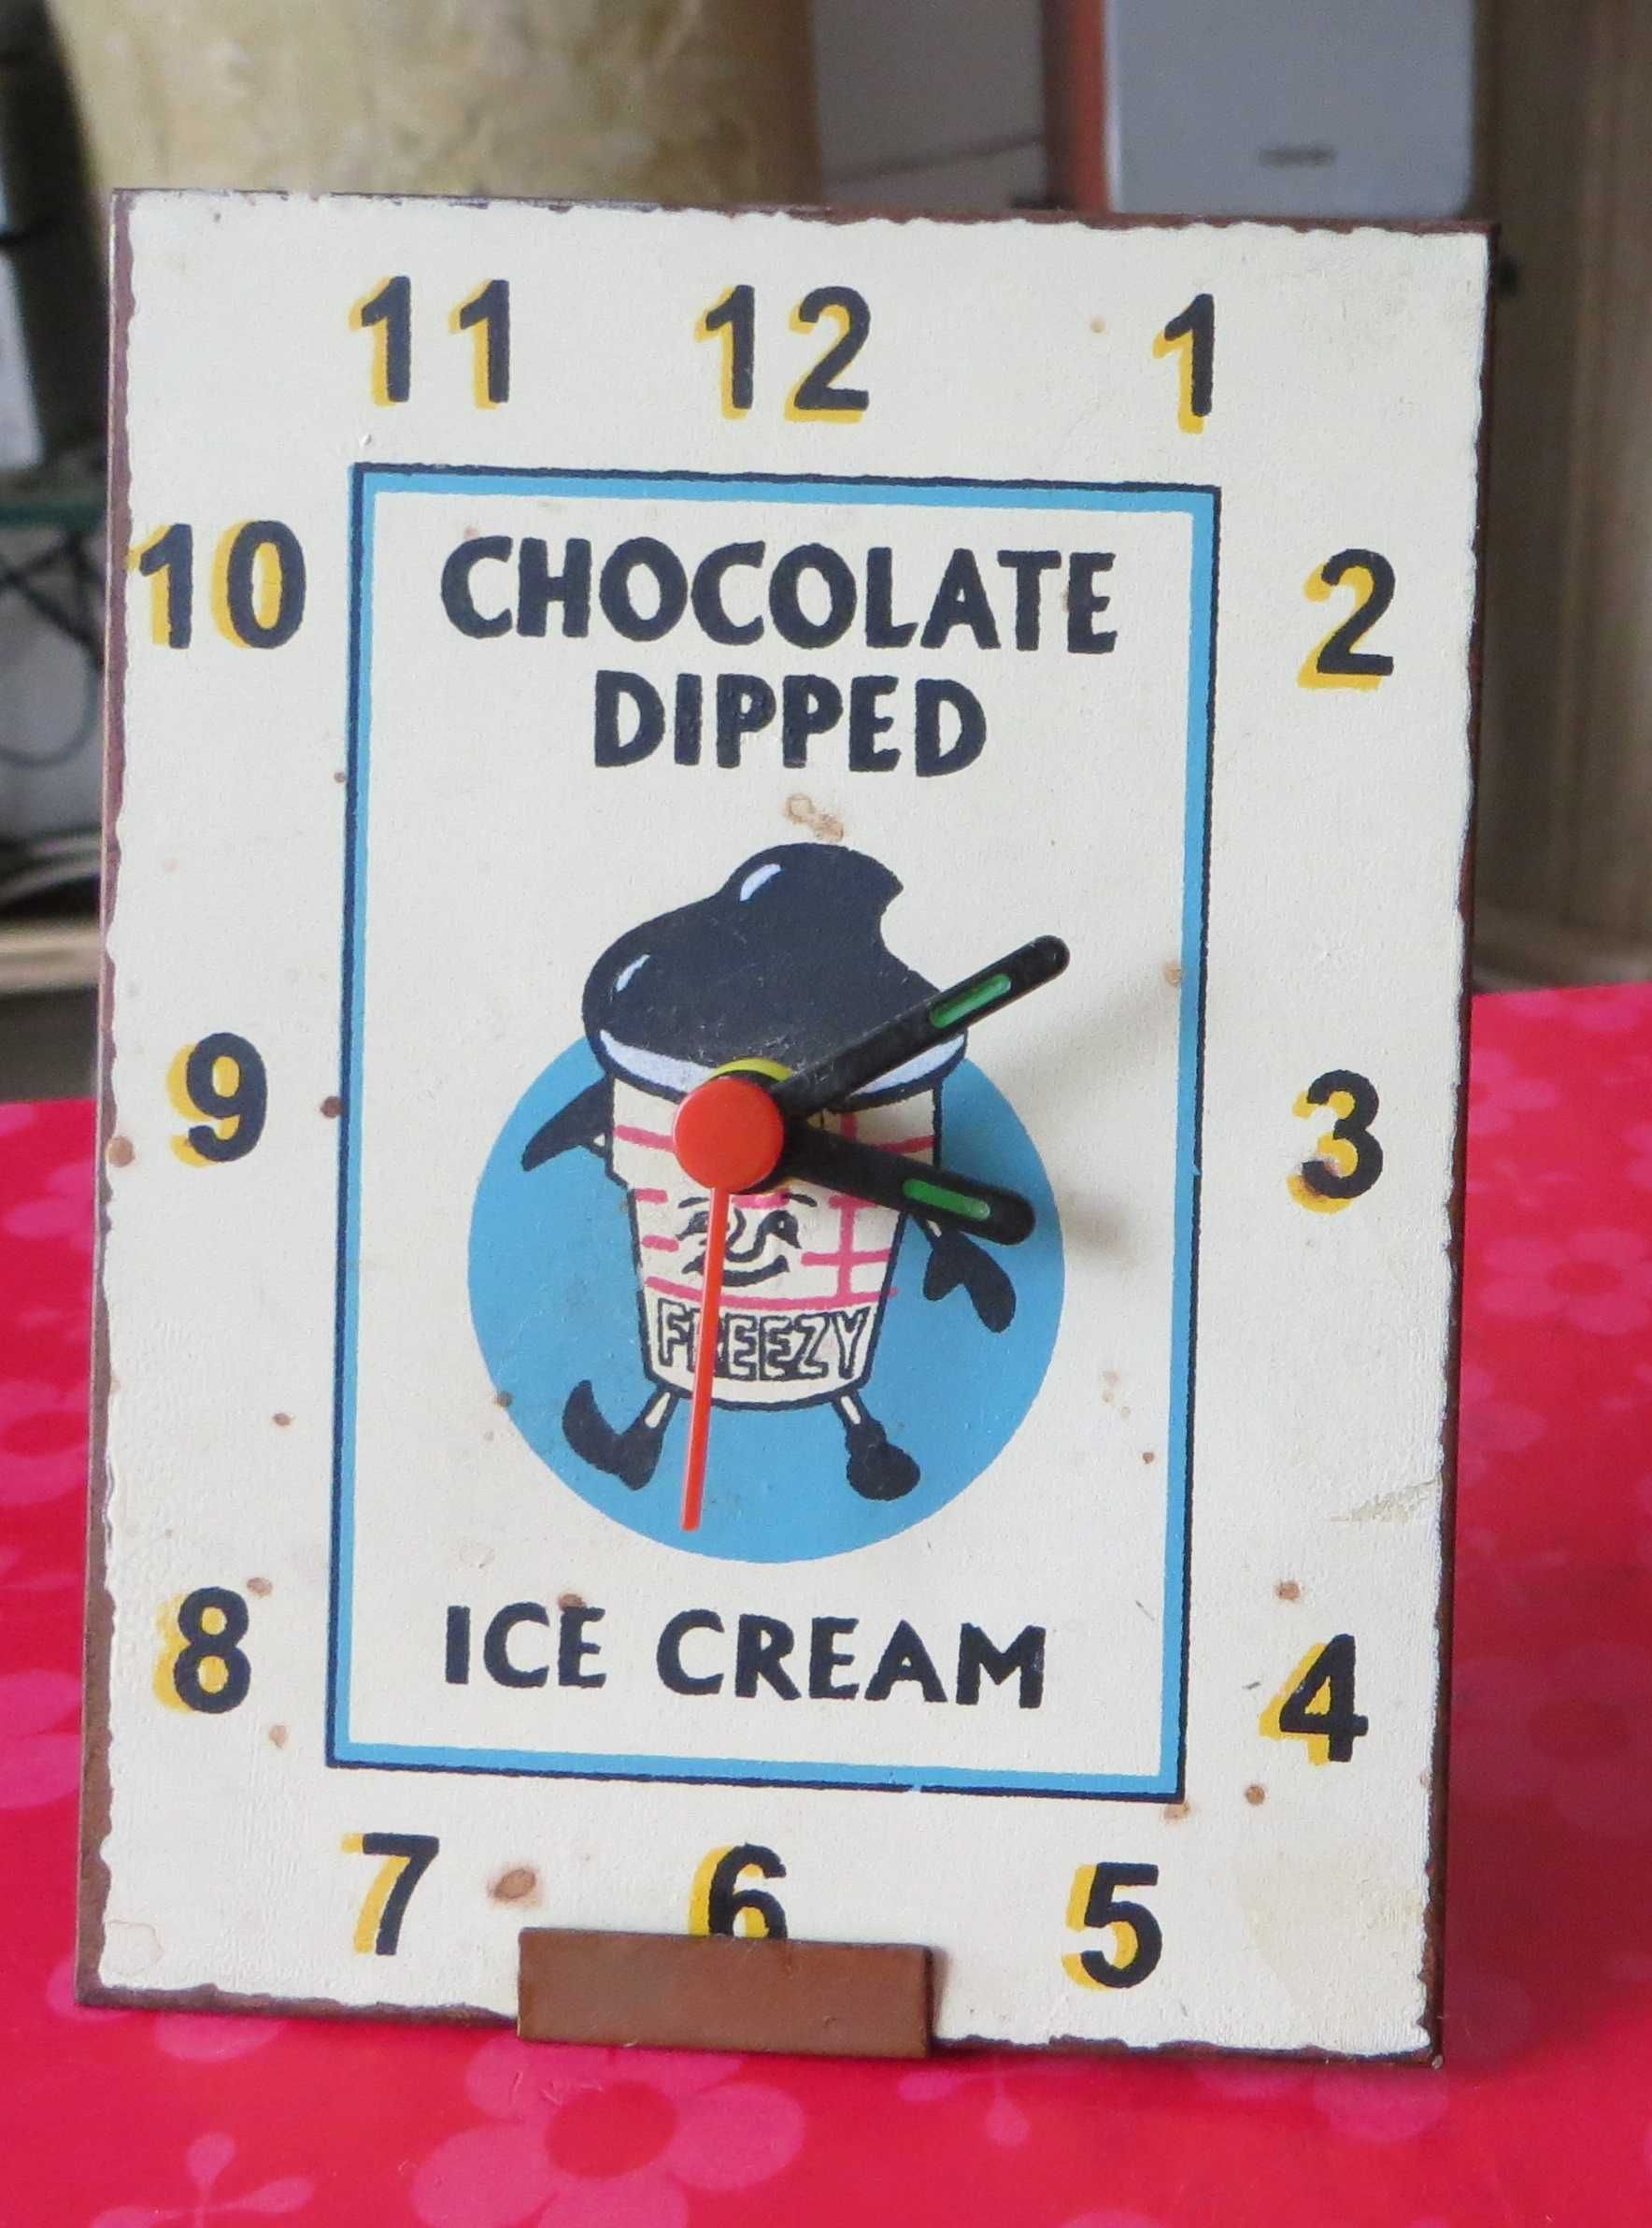 11 12 1
10 2
CHOCOLATE
DIPPED
9 3
FREEZY
ICE CREAM
8 4
7 6 5